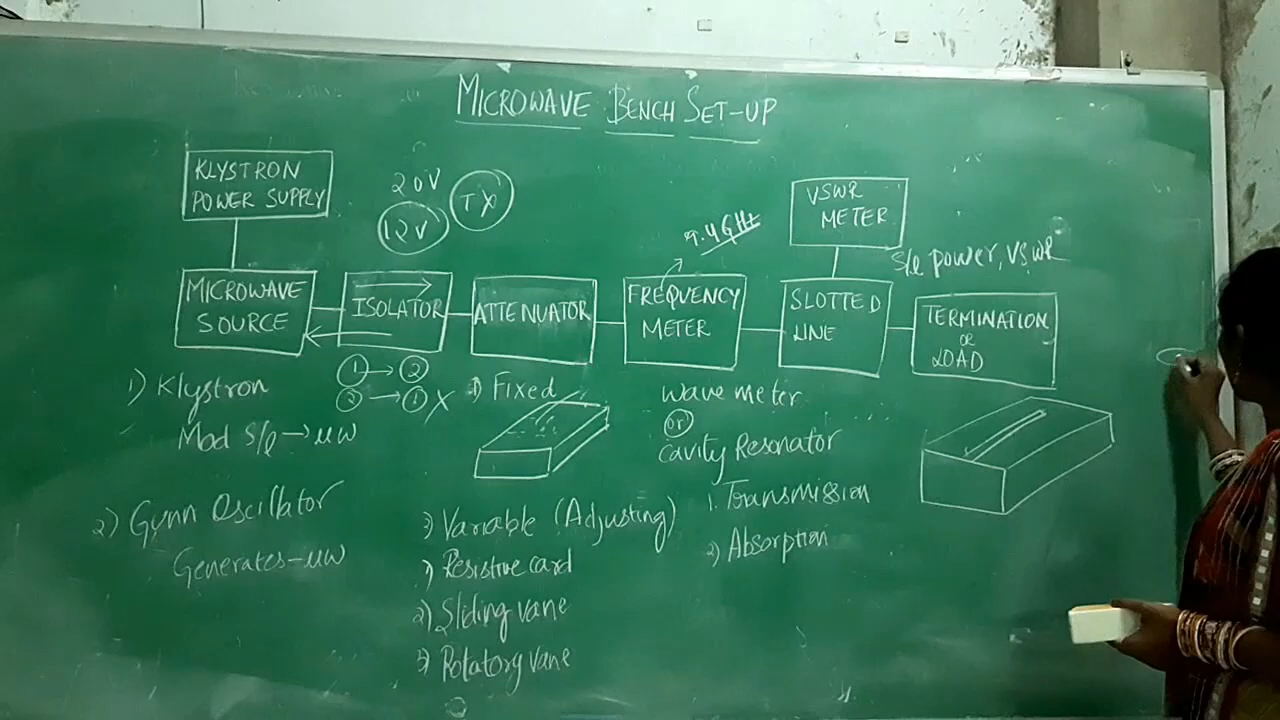 MICROWAVE BENCH SET-UP
KLYSTRON
POWER SUPPLY
20V
12V
TX
9.4GHz
VSWR
METER
S/e power, VSWR
MICROWAVE
SOURCE
ISOLATOR
ATTENUATOR
FREQUENCY
METER
SLOTTED
LINE
TERMINATION
or
LOAD
1) Klystron
Mod S/e → μw
2) Gynn Oscillator
Generates-μw
1 → 2
2 → 1 X
1) Fixed
2) Variable (Adjusting)
1) Resistive card
2) Sliding vane
3) Rotatory vane
wave meter
or
cavity Resonator
1. Transmission
2) Absorption